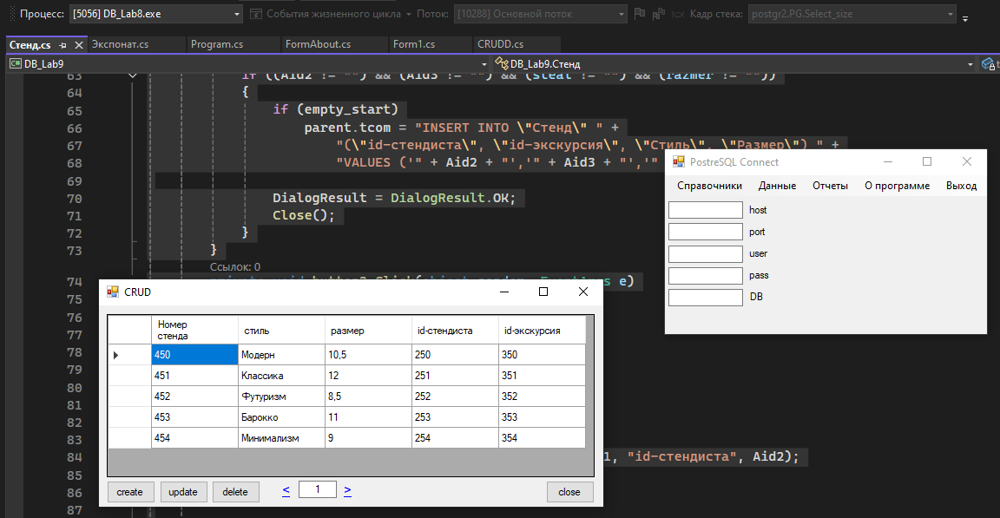 Процесс: [5056] DB_Lab8.exe События жизненного цикла Поток: [10288] Основной поток Кадр стека: postgr2.PG.Select_size
Стенд.cs Экспонат.cs Program.cs FormAbout.cs Form1.cs CRUDD.cs
DB_Lab9 DB_Lab9.Стенд
63 if ((Aid2 != "") && (Aid3 != "") && (steal != "") && (razmer != ""))
64 {
65 if (empty_start)
66 parent.tcom = "INSERT INTO \"Стенд\" " +
67 "(\"id-стендиста\", \"id-экскурсия\", \"Стиль\", \"Размер\") " +
68 "VALUES ('" + Aid2 + "','" + Aid3 + "','"
69
70 DialogResult = DialogResult.OK;
71 Close();
72 }
73 }
Ссылок: 0
74 private void button2_Click(object sender, EventArgs e)
75
76
77
78
79
80
81
82
83
84 1, "id-стендиста", Aid2);
85
86
87
PostreSQL Connect
Справочники Данные Отчеты О программе Выход
host
port
user
pass
DB
CRUD
Номер стенда стиль размер id-стендиста id-экскурсия
450 Модерн 10,5 250 350
451 Классика 12 251 351
452 Футуризм 8,5 252 352
453 Барокко 11 253 353
454 Минимализм 9 254 354
create update delete < 1 > close